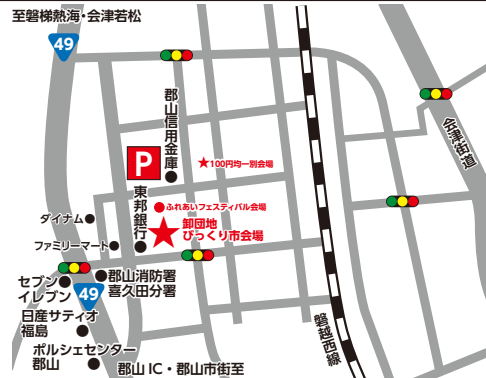 至磐梯熱海・会津若松
49
郡山信用金庫
会津街道
P
★100円均一別会場
東邦銀行
ふれあいフェスティバル会場
卸団地
びっくり市会場
ダイナム
ファミリーマート
セブン
イレブン
49
郡山消防署
喜久田分署
日産サティオ
福島
磐越西線
ポルシェセンター
郡山
郡山IC・郡山市街至